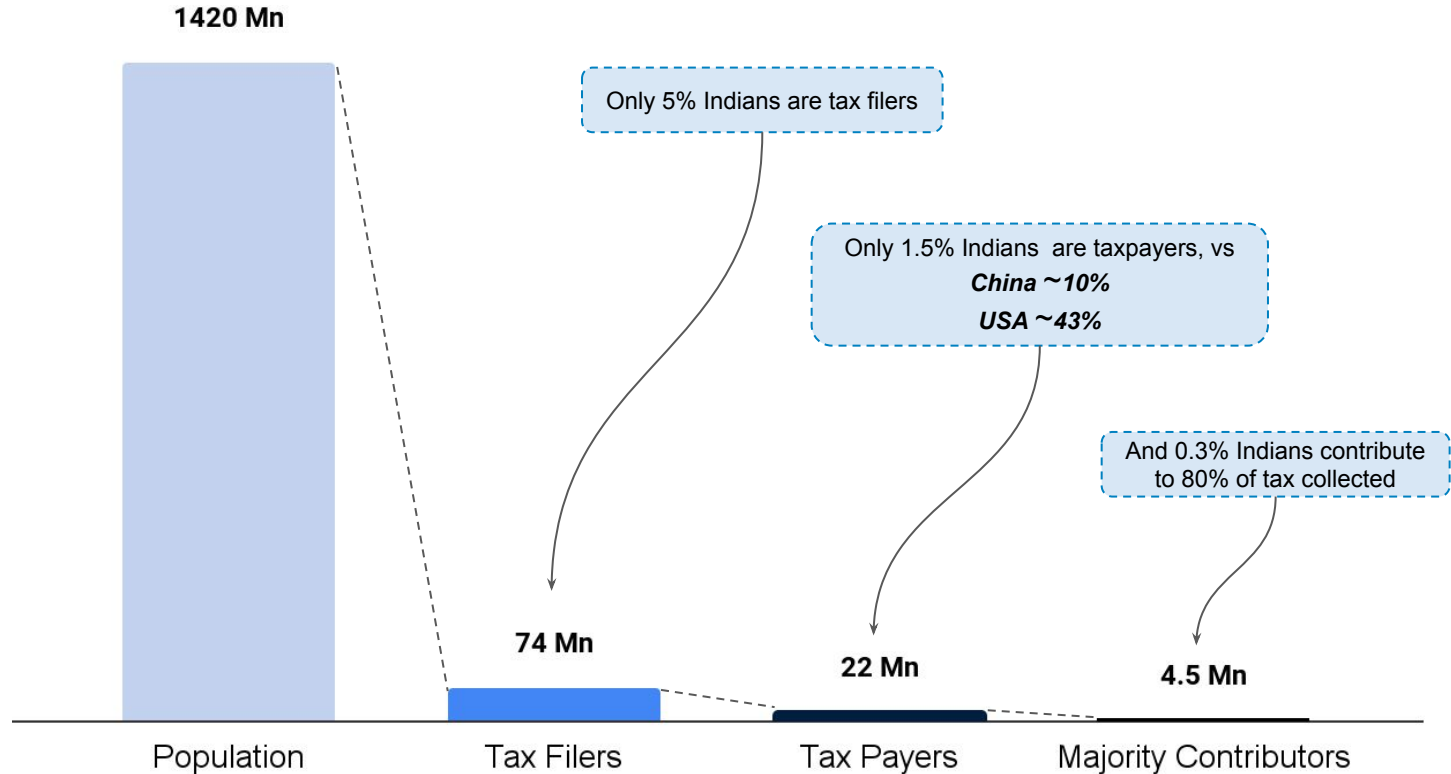 1420 Mn
Only 5% Indians are tax filers
Only 1.5% Indians are taxpayers, vs
China ~10%
USA ~43%
And 0.3% Indians contribute
to 80% of tax collected
74 Mn
22 Mn
4.5 Mn
Population
Tax Filers
Tax Payers
Majority Contributors